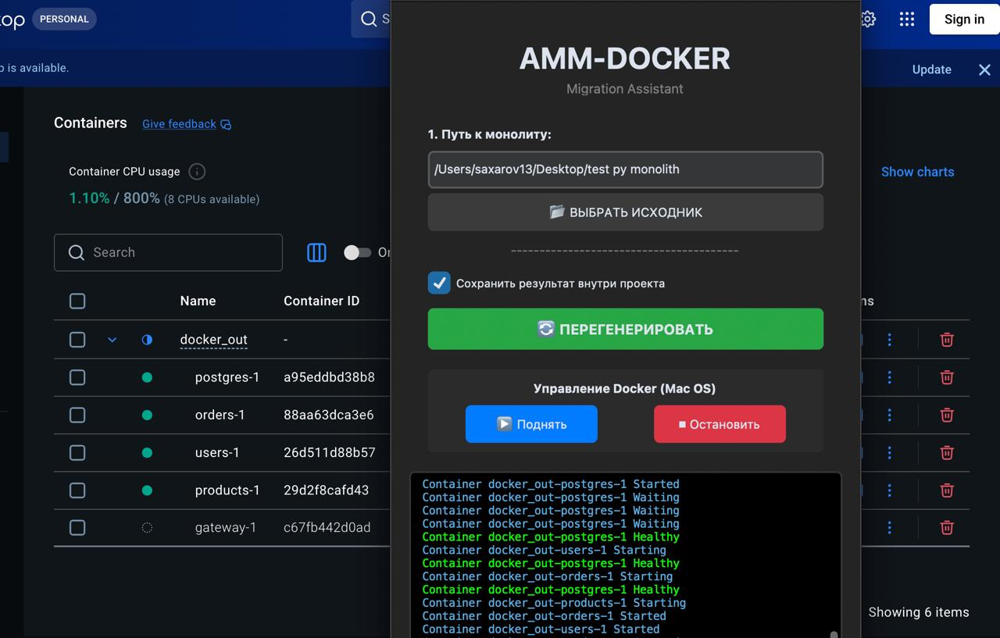 PERSONAL
Sign in
is available.
Update
Containers
Give feedback
Container CPU usage
1.10% / 800% (8 CPUs available)
Show charts
Search
Name
Container ID
docker_out
-
postgres-1
a95eddbd38b8
orders-1
88aa63dca3e6
users-1
26d511d88b57
products-1
29d2f8cafd43
gateway-1
c67fb442d0ad
Showing 6 items
AMM-DOCKER
Migration Assistant
1. Путь к монолиту:
/Users/saxarov13/Desktop/test py monolith
ВЫБРАТЬ ИСХОДНИК
----------------------------------------
Сохранить результат внутри проекта
ПЕРЕГЕНЕРИРОВАТЬ
Управление Docker (Mac OS)
Поднять
Остановить
Container docker_out-postgres-1 Started
Container docker_out-postgres-1 Waiting
Container docker_out-postgres-1 Waiting
Container docker_out-postgres-1 Waiting
Container docker_out-postgres-1 Healthy
Container docker_out-users-1 Starting
Container docker_out-postgres-1 Healthy
Container docker_out-orders-1 Starting
Container docker_out-postgres-1 Healthy
Container docker_out-products-1 Starting
Container docker_out-orders-1 Started
Container docker_out-users-1 Started